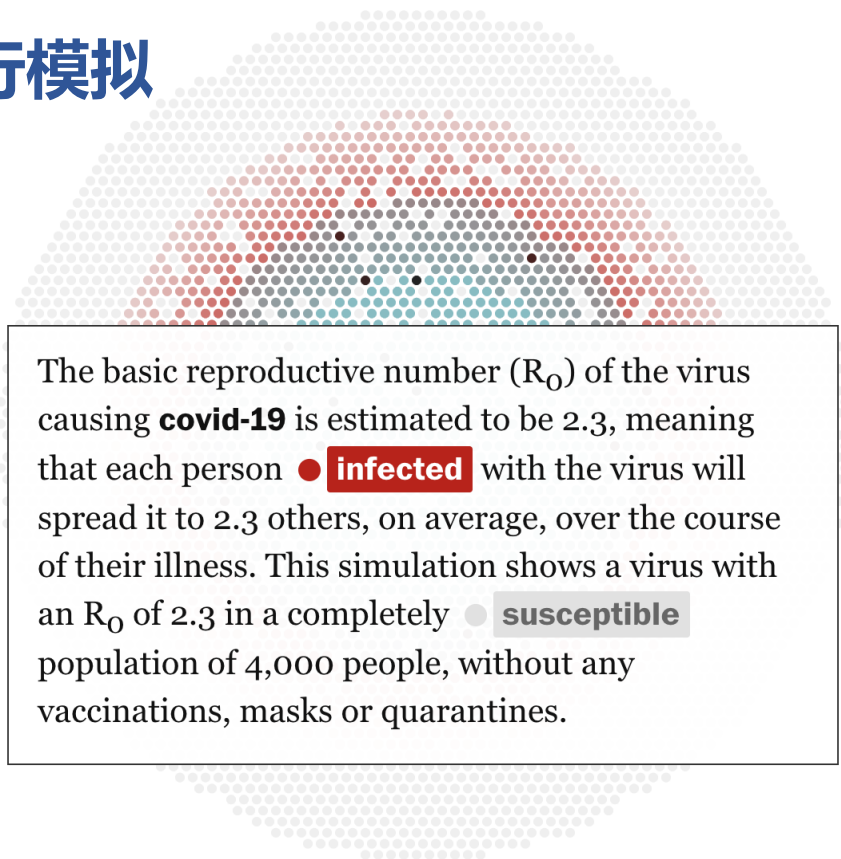 行模拟
The basic reproductive number (R₀) of the virus
causing covid-19 is estimated to be 2.3, meaning
that each person infected with the virus will
spread it to 2.3 others, on average, over the course
of their illness. This simulation shows a virus with
an R₀ of 2.3 in a completely susceptible
population of 4,000 people, without any
vaccinations, masks or quarantines.